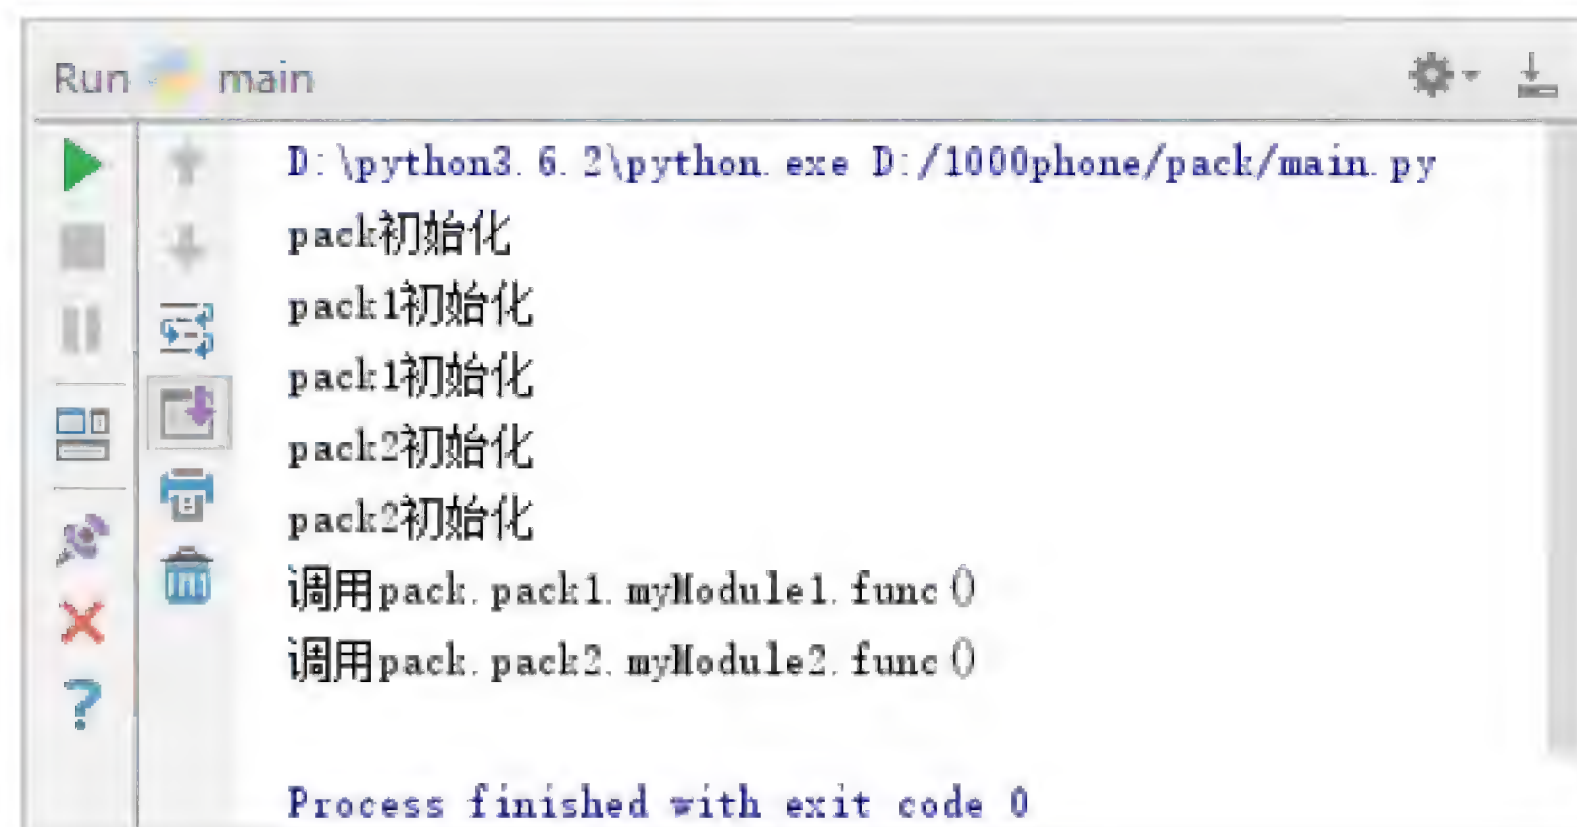 Run main
D:\python3.6.2\python.exe D:/1000phone/pack/main.py
pack初始化
pack1初始化
pack1初始化
pack2初始化
pack2初始化
调用pack.pack1.myModule1.func()
调用pack.pack2.myModule2.func()
Process finished with exit code 0